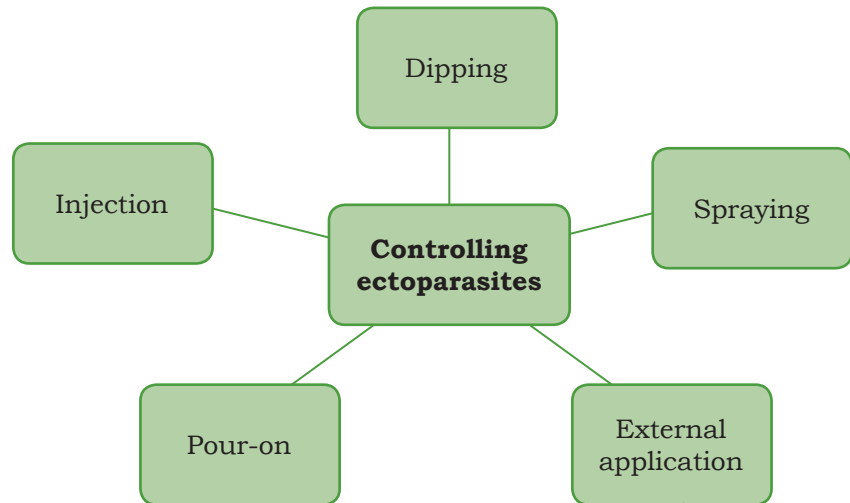 Dipping
Injection
Spraying
Controlling
ectoparasites
Pour-on
External
application